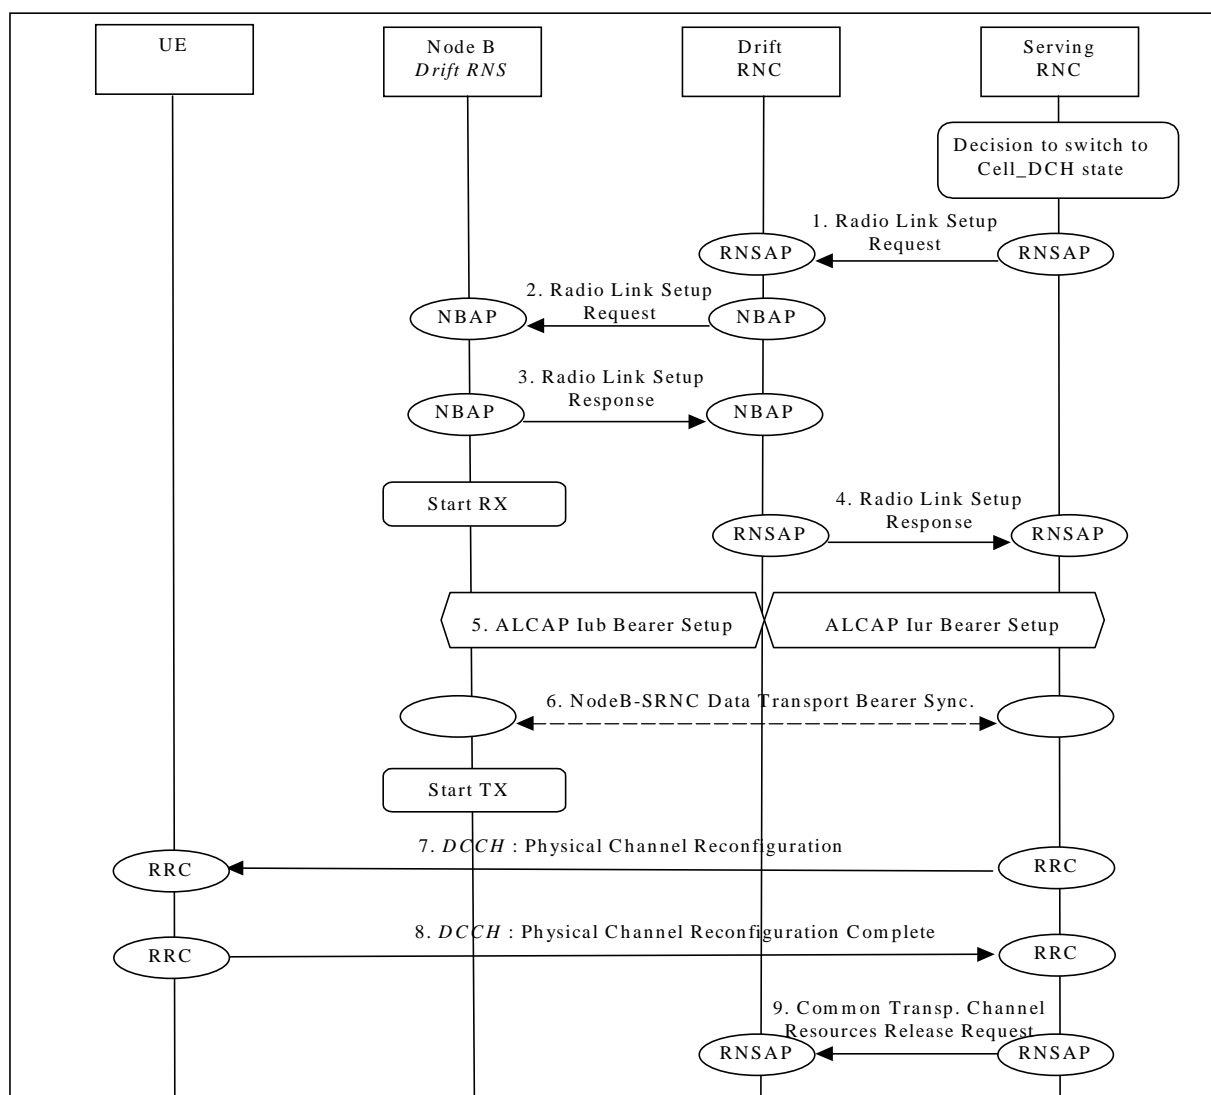 UE
Node B
Drift RNS
Drift
RNC
Serving
RNC
Decision to switch to
Cell_DCH state
1. Radio Link Setup
Request
RNSAP
RNSAP
2. Radio Link Setup
Request
NBAP
NBAP
3. Radio Link Setup
Response
NBAP
NBAP
Start RX
4. Radio Link Setup
Response
RNSAP
RNSAP
5. ALCAP Iub Bearer Setup
ALCAP Iur Bearer Setup
6. NodeB-SRNC Data Transport Bearer Sync.
Start TX
7. DCCH : Physical Channel Reconfiguration
RRC
RRC
8. DCCH : Physical Channel Reconfiguration Complete
RRC
RRC
9. Common Transp. Channel
Resources Release Request
RNSAP
RNSAP